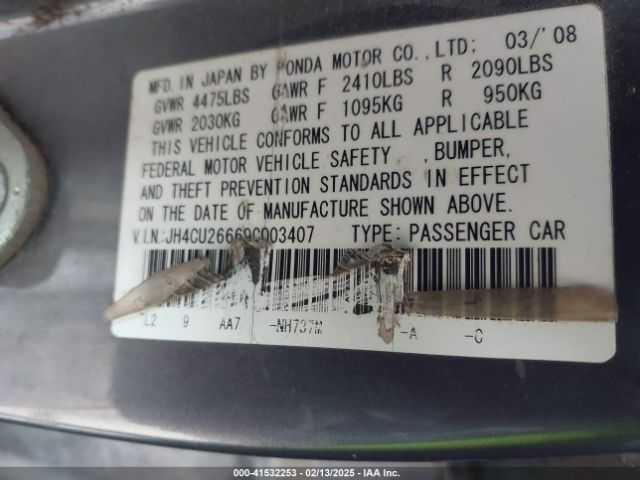 MFD. IN JAPAN BY HONDA MOTOR CO., LTD; 03/'08
GVWR 4475LBS GAWR F 2410LBS R 2090LBS
GVWR 2030KG GAWR F 1095KG R 950KG
THIS VEHICLE CONFORMS TO ALL APPLICABLE
FEDERAL MOTOR VEHICLE SAFETY , BUMPER,
AND THEFT PREVENTION STANDARDS IN EFFECT
ON THE DATE OF MANUFACTURE SHOWN ABOVE.
V.I.N.:JH4CU26669C003407 TYPE: PASSENGER CAR
TL2 9 AA7 -NH737M -A -C
000-41532253 - 02/13/2025 - IAA Inc.